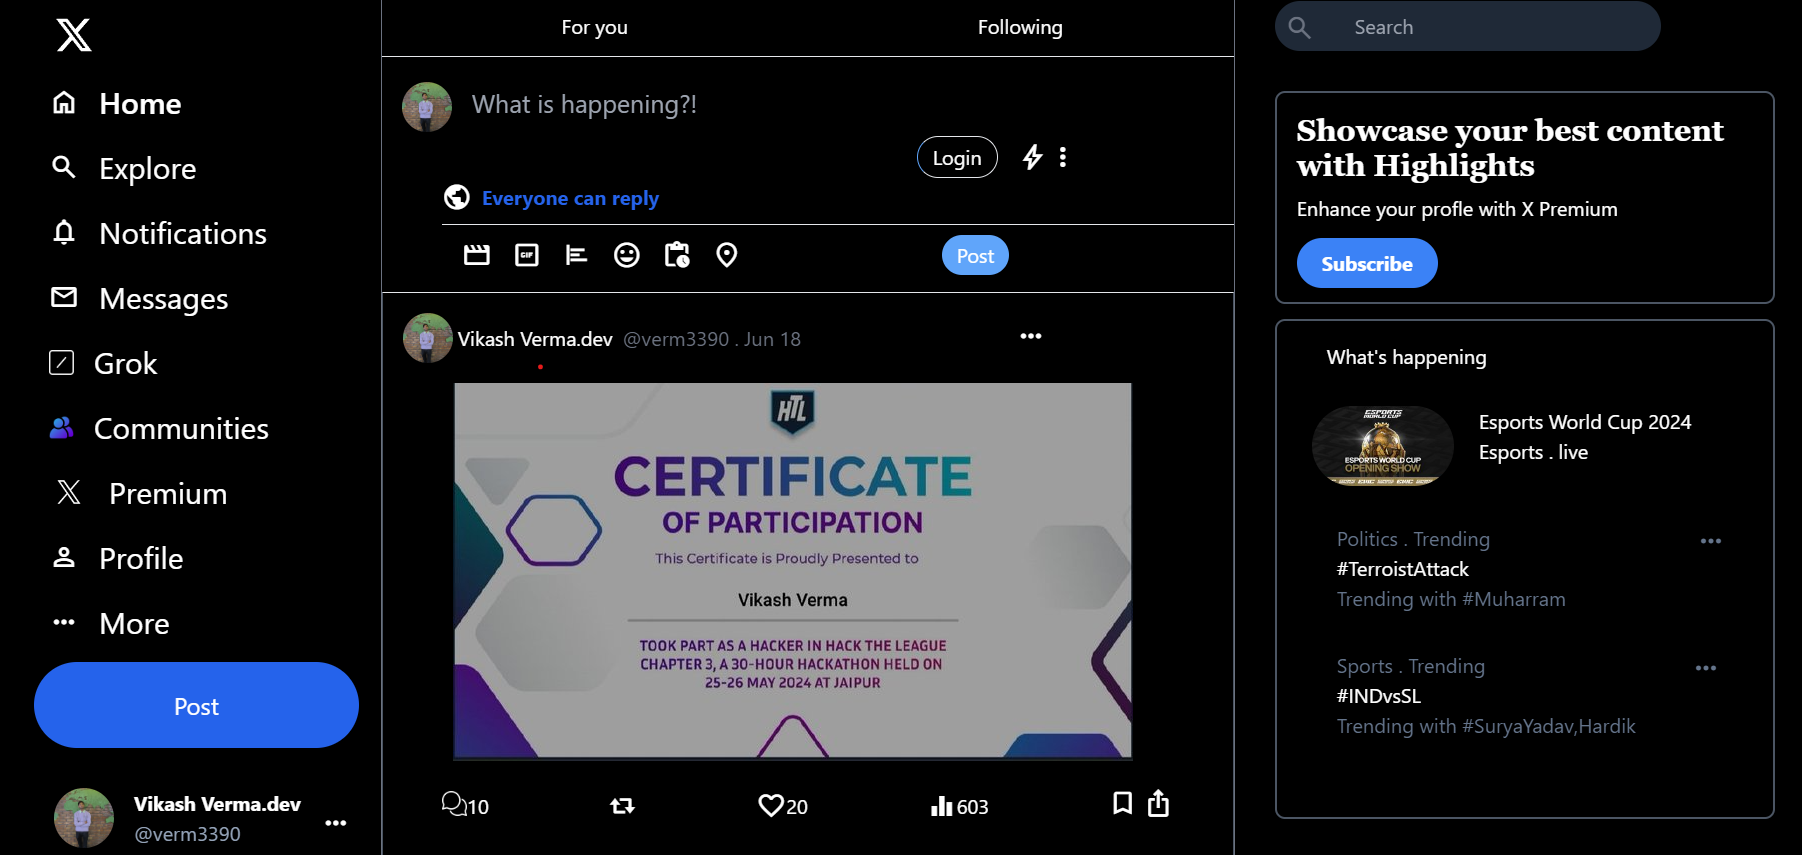 Home
Explore
Notifications
Messages
Grok
Communities
Premium
Profile
More
Post
Vikash Verma.dev
@verm3390
For you
Following
What is happening?!
Login
Everyone can reply
GIF
Post
Vikash Verma.dev @verm3390 . Jun 18
HTL
CERTIFICATE
OF PARTICIPATION
This Certificate is Proudly Presented to
Vikash Verma
TOOK PART AS A HACKER IN HACK THE LEAGUE
CHAPTER 3, A 30-HOUR HACKATHON HELD ON
25-26 MAY 2024 AT JAIPUR
10
20
603
Search
Showcase your best content
with Highlights
Enhance your profle with X Premium
Subscribe
What's happening
ESPORTS
WORLD CUP
ESPORTS WORLD CUP
OPENING SHOW
Esports World Cup 2024
Esports . live
Politics . Trending
#TerroistAttack
Trending with #Muharram
Sports . Trending
#INDvsSL
Trending with #SuryaYadav,Hardik